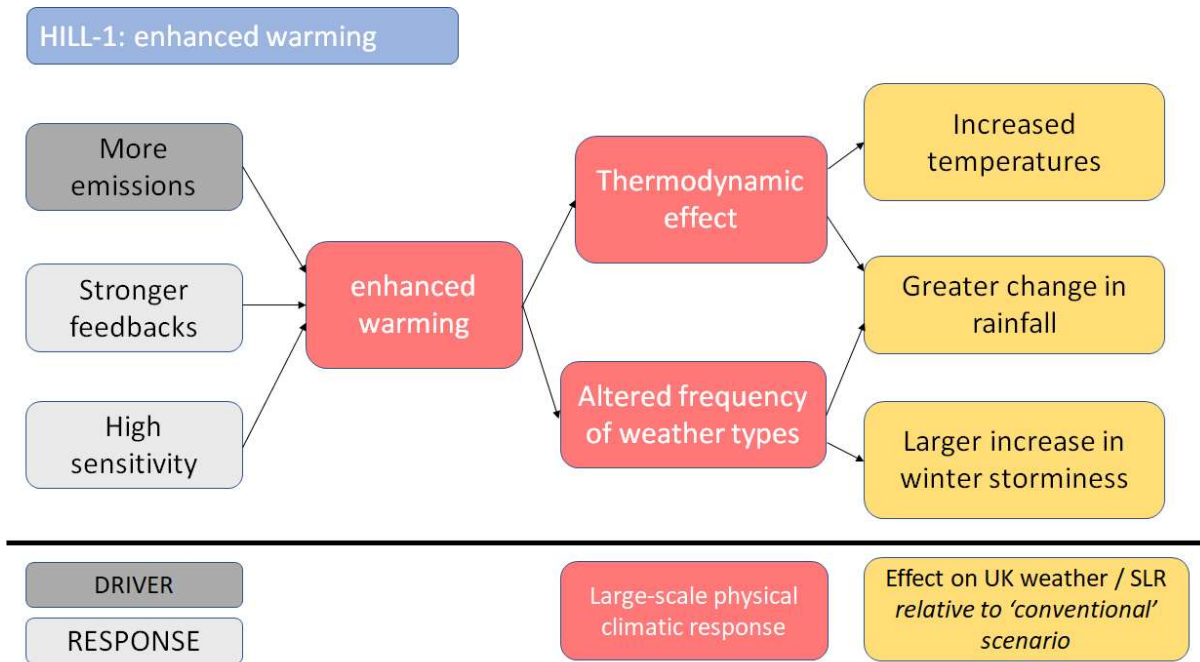 HILL-1: enhanced warming
More
emissions
Stronger
feedbacks
High
sensitivity
enhanced
warming
Thermodynamic
effect
Altered frequency
of weather types
Increased
temperatures
Greater change in
rainfall
Larger increase in
winter storminess
DRIVER
RESPONSE
Large-scale physical
climatic response
Effect on UK weather / SLR
relative to ‘conventional’
scenario